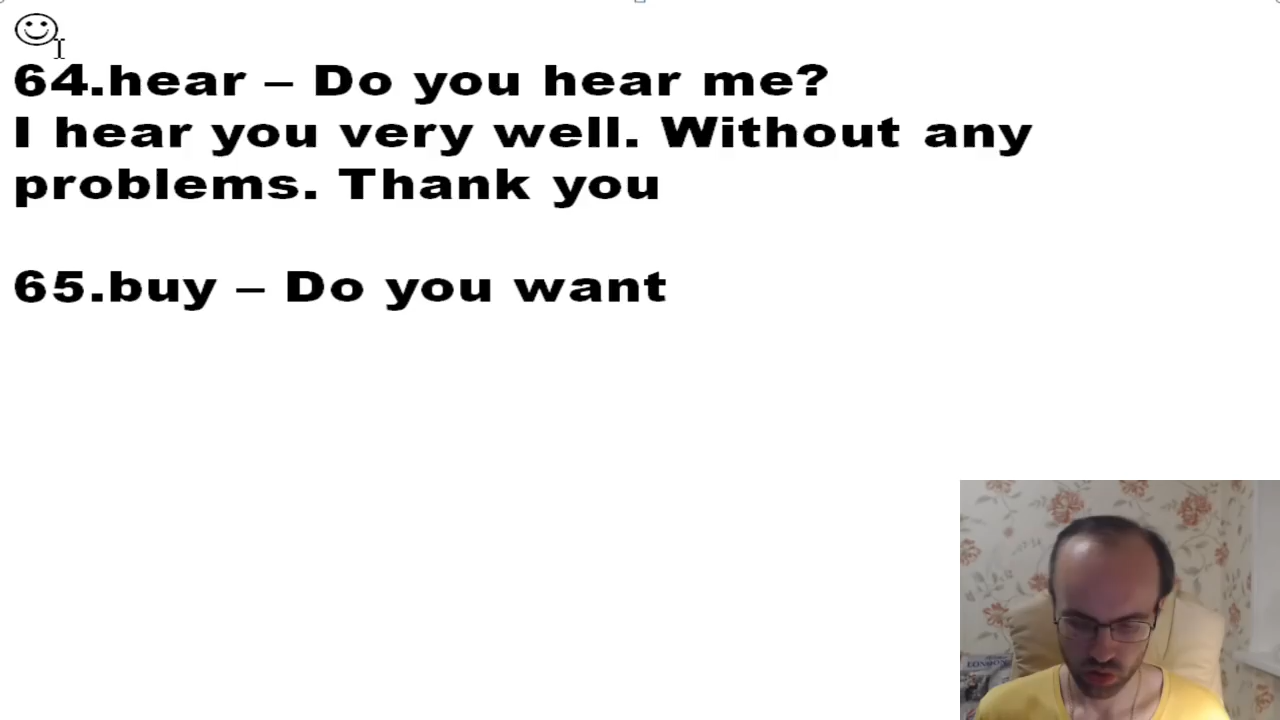 64.hear – Do you hear me?
I hear you very well. Without any
problems. Thank you
65.buy – Do you want
LONDON